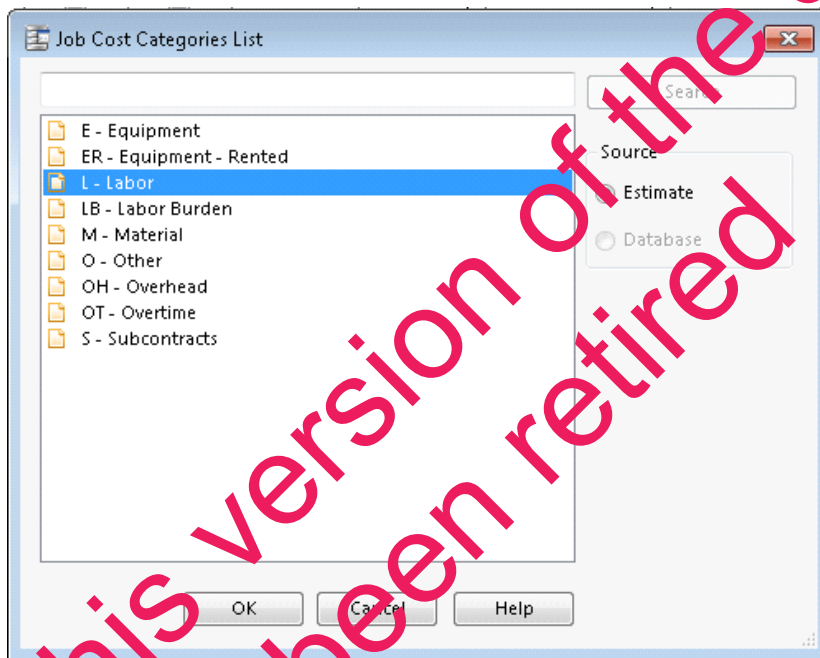 Job Cost Categories List
Search
E - Equipment
ER - Equipment - Rented
L - Labor
LB - Labor Burden
M - Material
O - Other
OH - Overhead
OT - Overtime
S - Subcontracts
Source
Estimate
Database
OK
Cancel
Help
this version of the
been retired